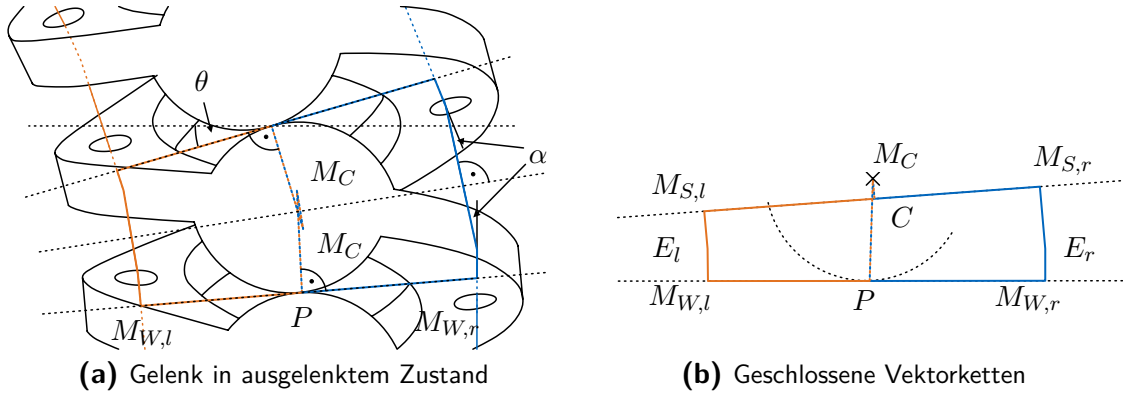 θ
α
M_C
M_C
P
M_{W,l}
M_{W,r}
(a) Gelenk in ausgelenktem Zustand
M_C
M_{S,l}
M_{S,r}
C
E_l
E_r
M_{W,l}
P
M_{W,r}
(b) Geschlossene Vektorketten